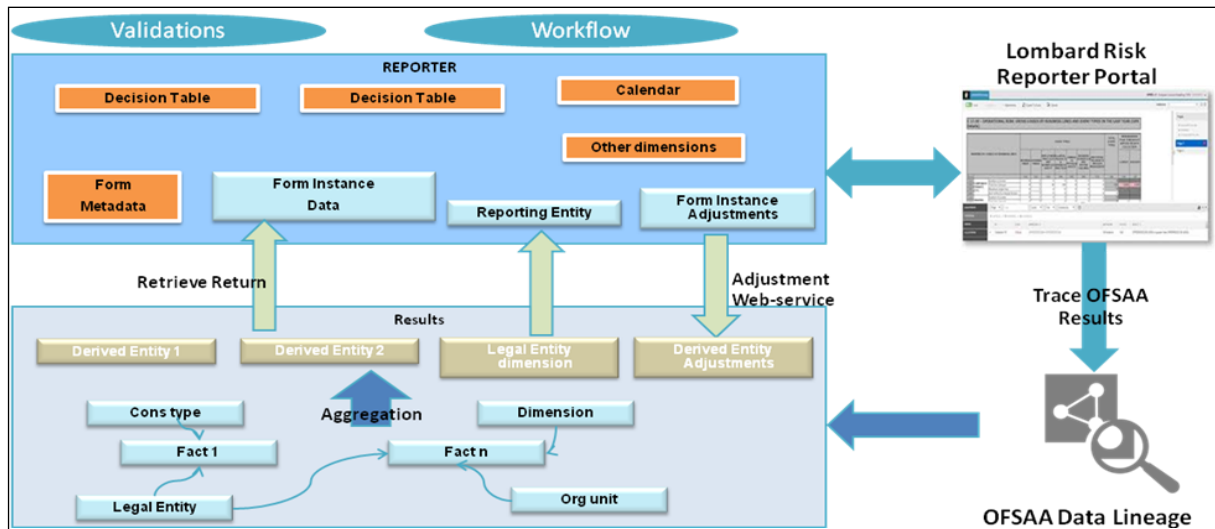 Validations
Workflow
REPORTER
Decision Table
Decision Table
Calendar
Other dimensions
Form
Metadata
Form Instance
Data
Reporting Entity
Form Instance
Adjustments
Lombard Risk
Reporter Portal
Retrieve Return
Adjustment
Web-service
Trace OFSAA
Results
Results
Derived Entity 1
Derived Entity 2
Legal Entity
dimension
Derived Entity
Adjustments
Aggregation
Cons type
Dimension
Fact 1
Fact n
Legal Entity
Org unit
OFSAA Data Lineage